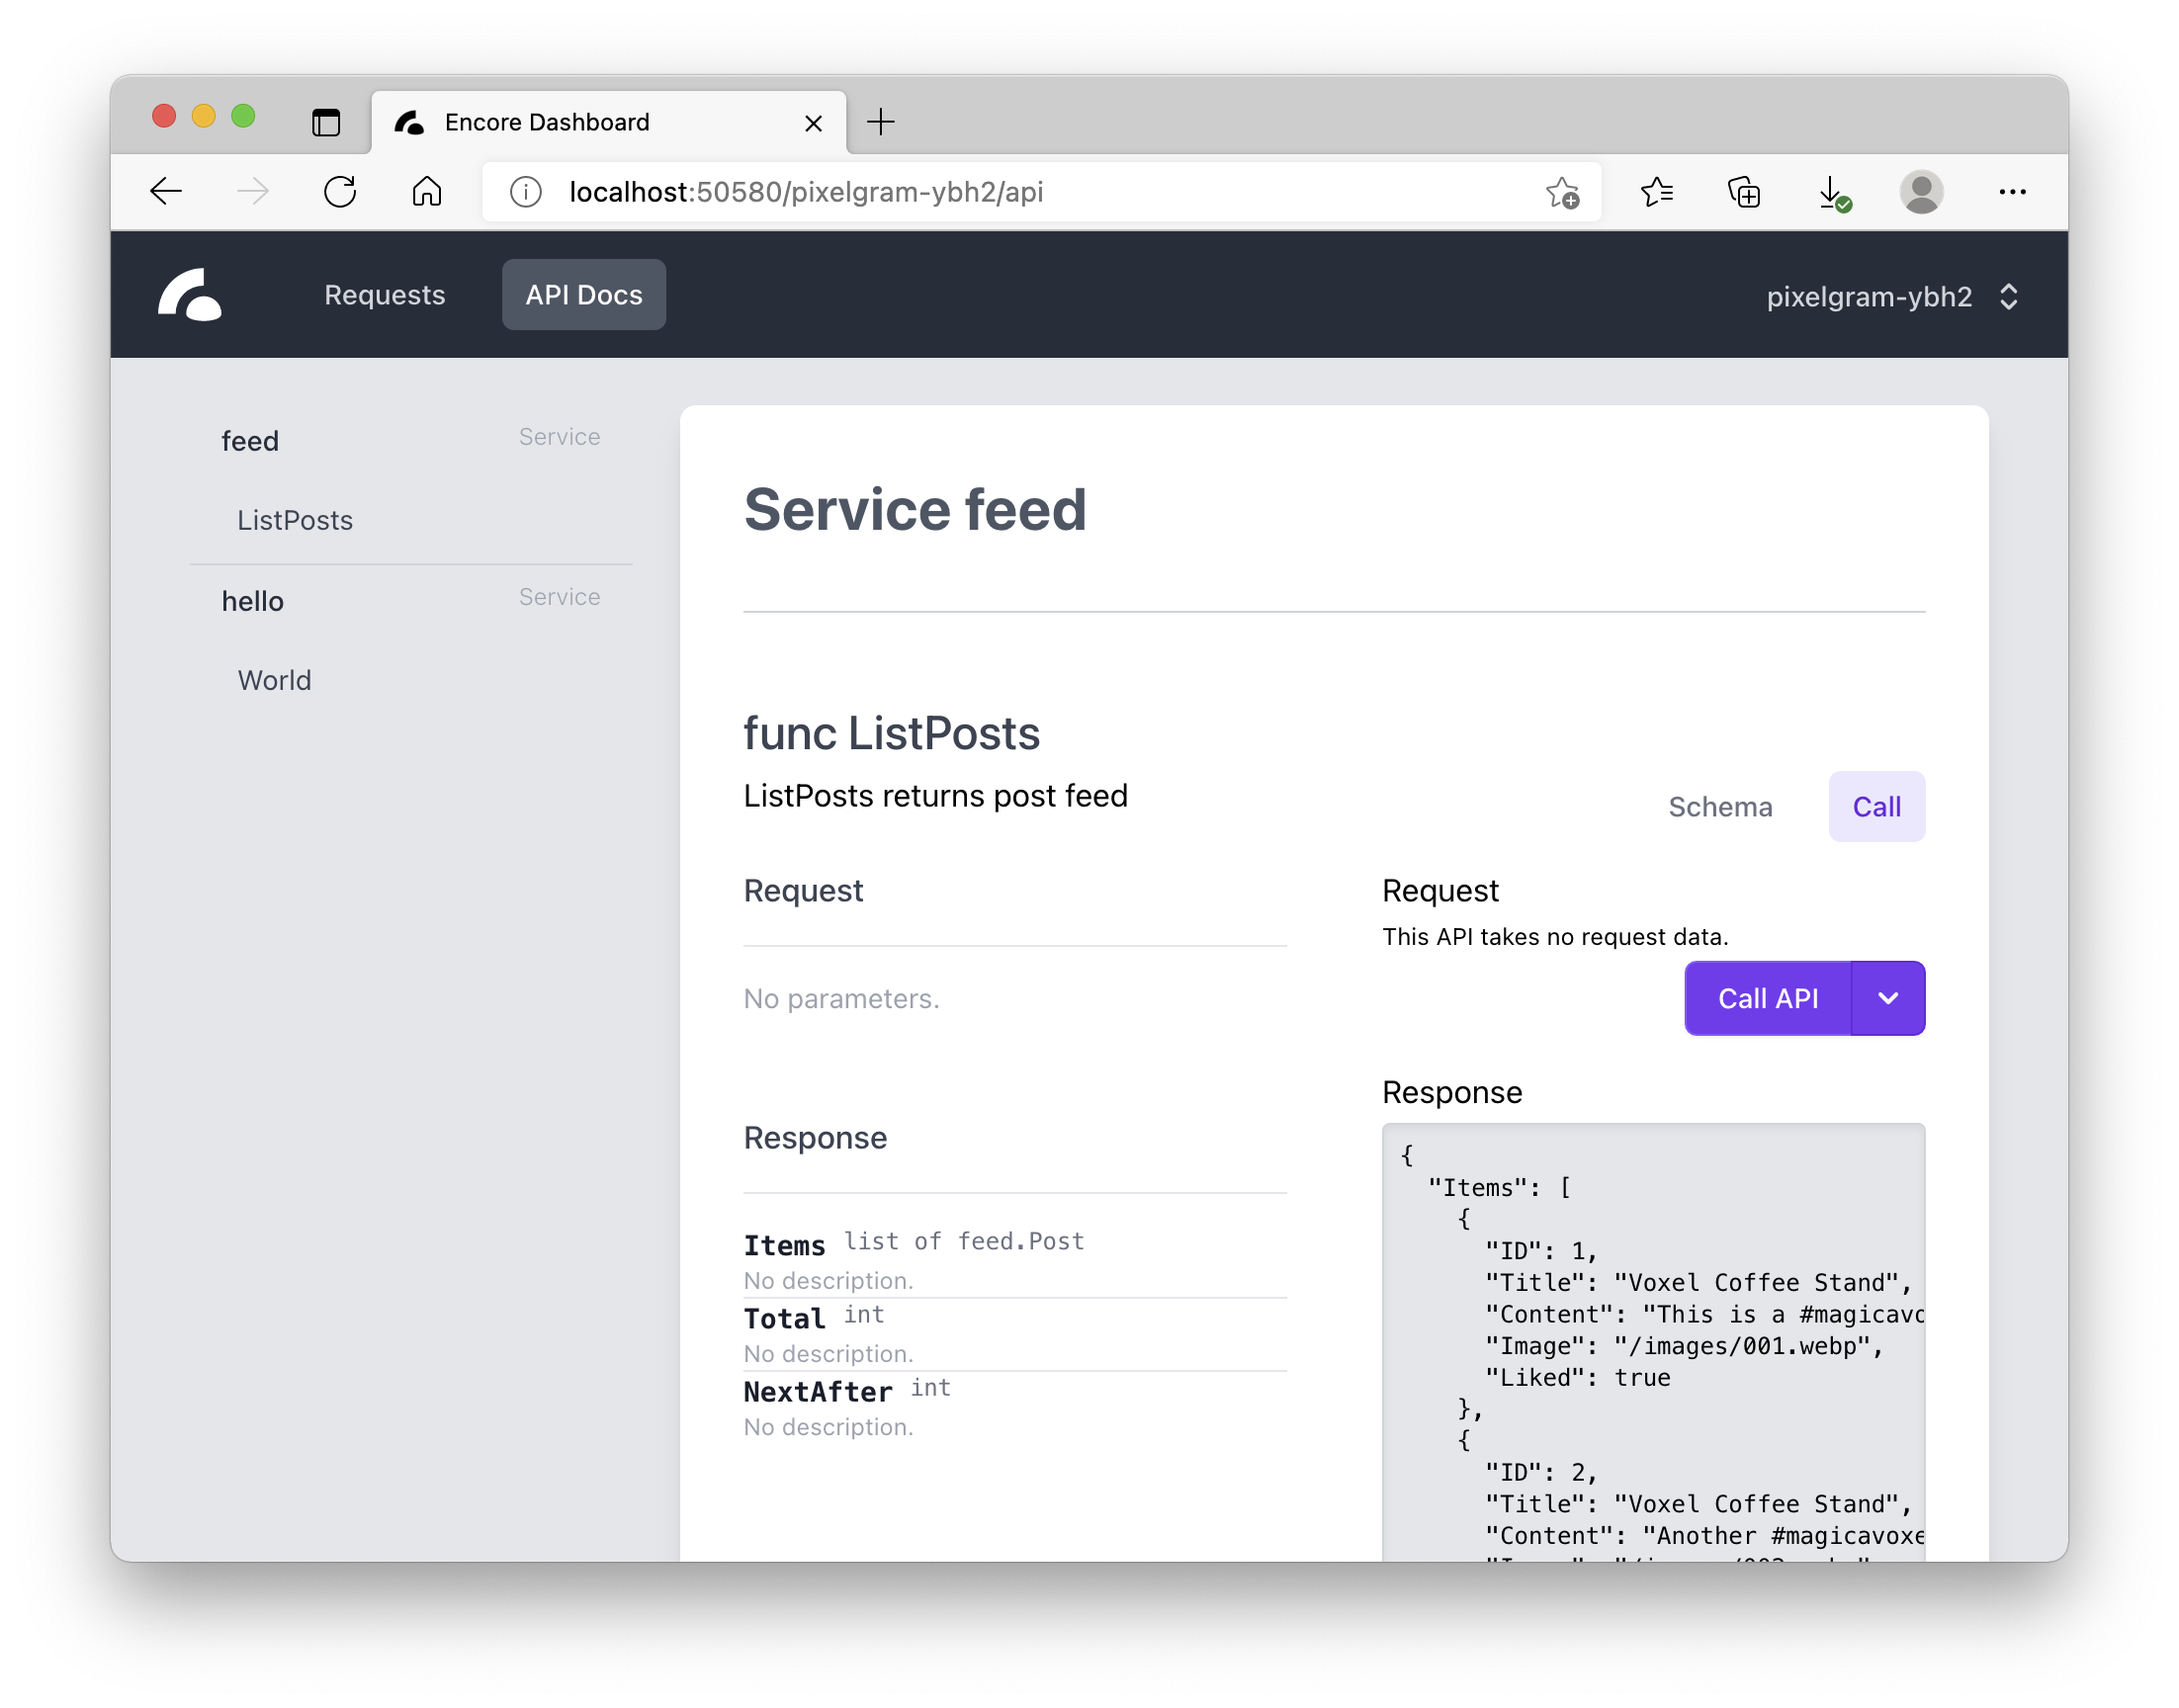 Encore Dashboard
localhost:50580/pixelgram-ybh2/api
Requests
API Docs
pixelgram-ybh2
feed
Service
ListPosts
hello
Service
World
Service feed
func ListPosts
ListPosts returns post feed
Schema
Call
Request
No parameters.
Response
Items list of feed.Post
No description.
Total int
No description.
NextAfter int
No description.
Request
This API takes no request data.
Call API
Response
{
"Items": [
{
"ID": 1,
"Title": "Voxel Coffee Stand",
"Content": "This is a #magicavo
"Image": "/images/001.webp",
"Liked": true
},
{
"ID": 2,
"Title": "Voxel Coffee Stand",
"Content": "Another #magicavoxe